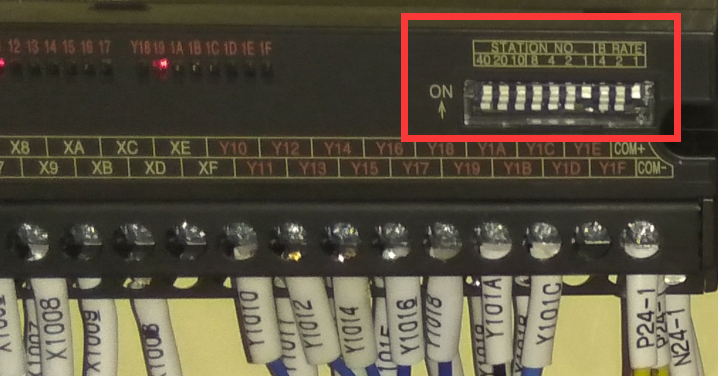 12 13 14 15 16 17 Y18 19 1A 1B 1C 1D 1E 1F
STATION NO. B RATE
40 20 10 8 4 2 1 4 2 1
ON
X8 XA XC XE Y10 Y12 Y14 Y16 Y18 Y1A Y1C Y1E COM+
X9 XB XD XF Y11 Y13 Y15 Y17 Y19 Y1B Y1D Y1F COM-
X1008
X1009
Y1010
Y1012
Y1014
Y1016
Y1018
Y101A
Y101C
P24-1
N24-1